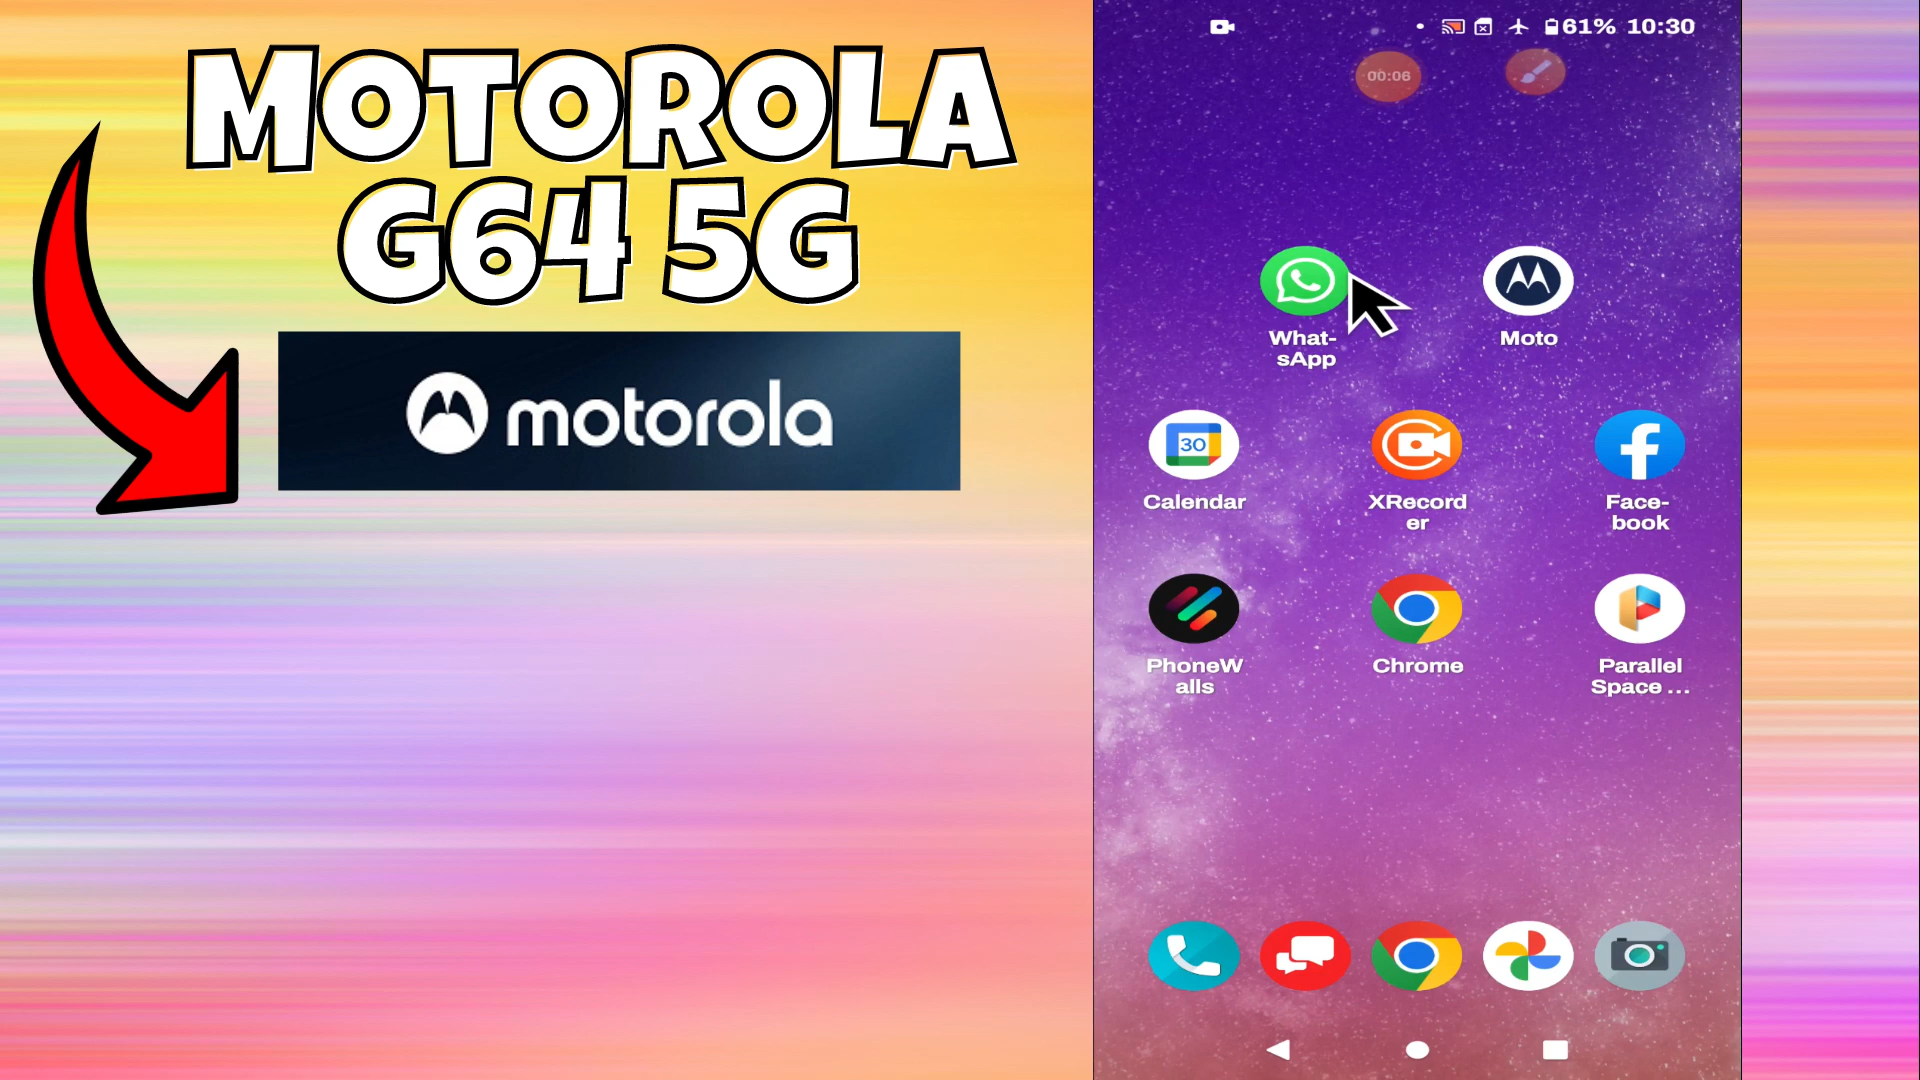 MOTOROLA
G64 5G
motorola
61% 10:30
00:06
What-
sApp
Moto
30
Calendar
XRecord
er
Face-
book
PhoneW
alls
Chrome
Parallel
Space ...